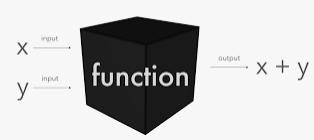 x
input
y
input
function
output
x + y